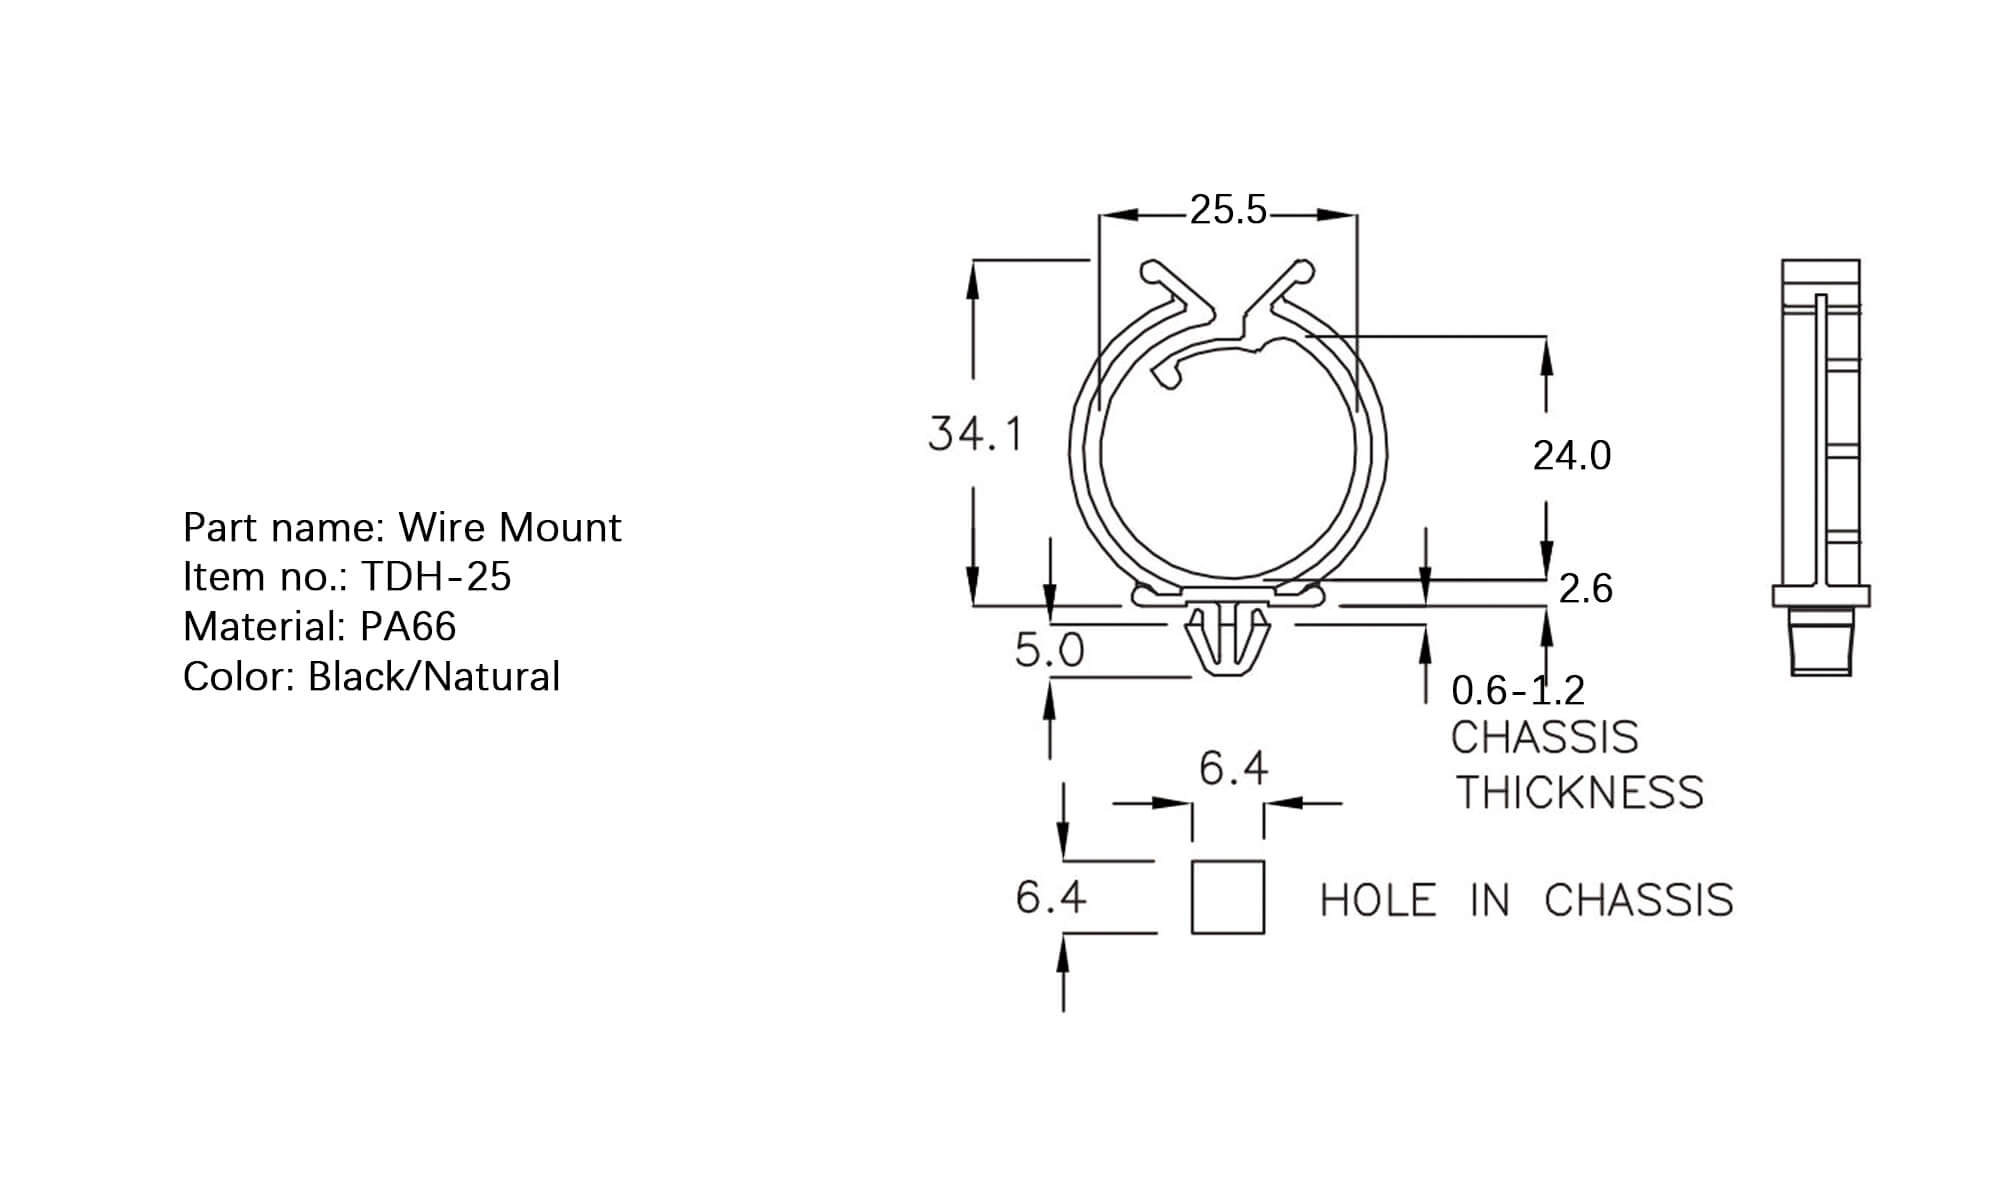 Part name: Wire Mount
Item no.: TDH-25
Material: PA66
Color: Black/Natural
25.5
34.1
24.0
2.6
5.0
0.6-1.2
CHASSIS
THICKNESS
6.4
6.4
HOLE IN CHASSIS